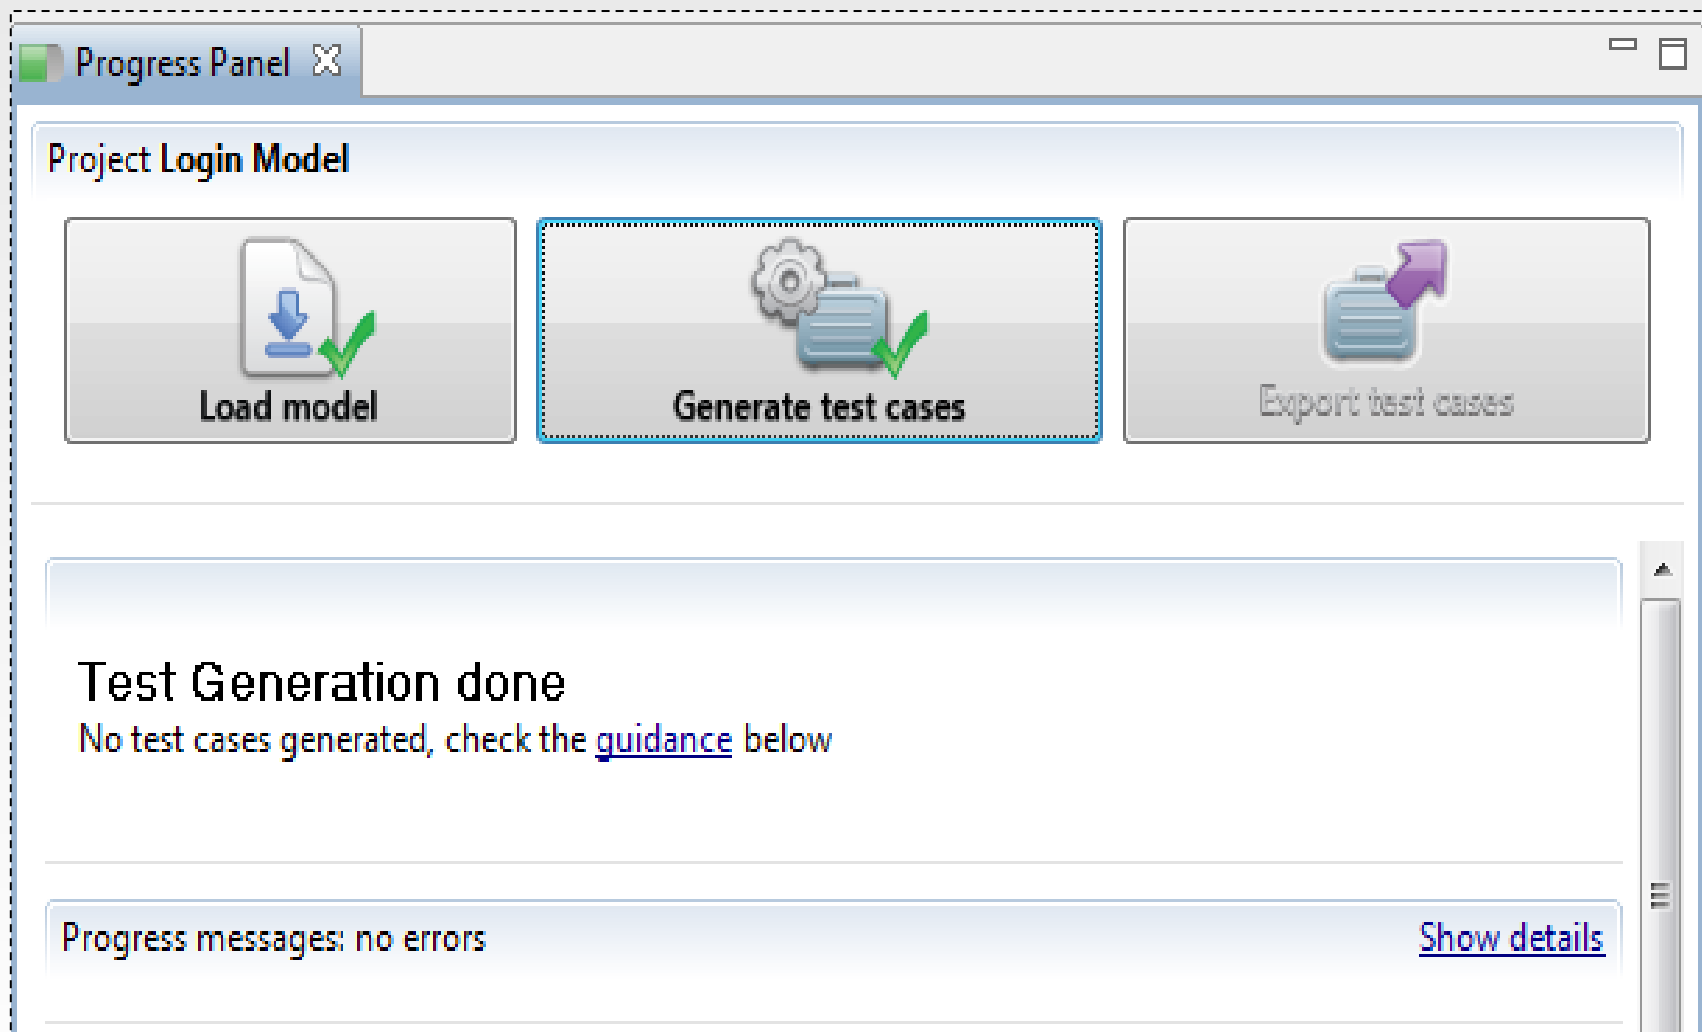 Progress Panel
Project Login Model
Load model
Generate test cases
Export test cases
Test Generation done
No test cases generated, check the guidance below
Progress messages: no errors
Show details